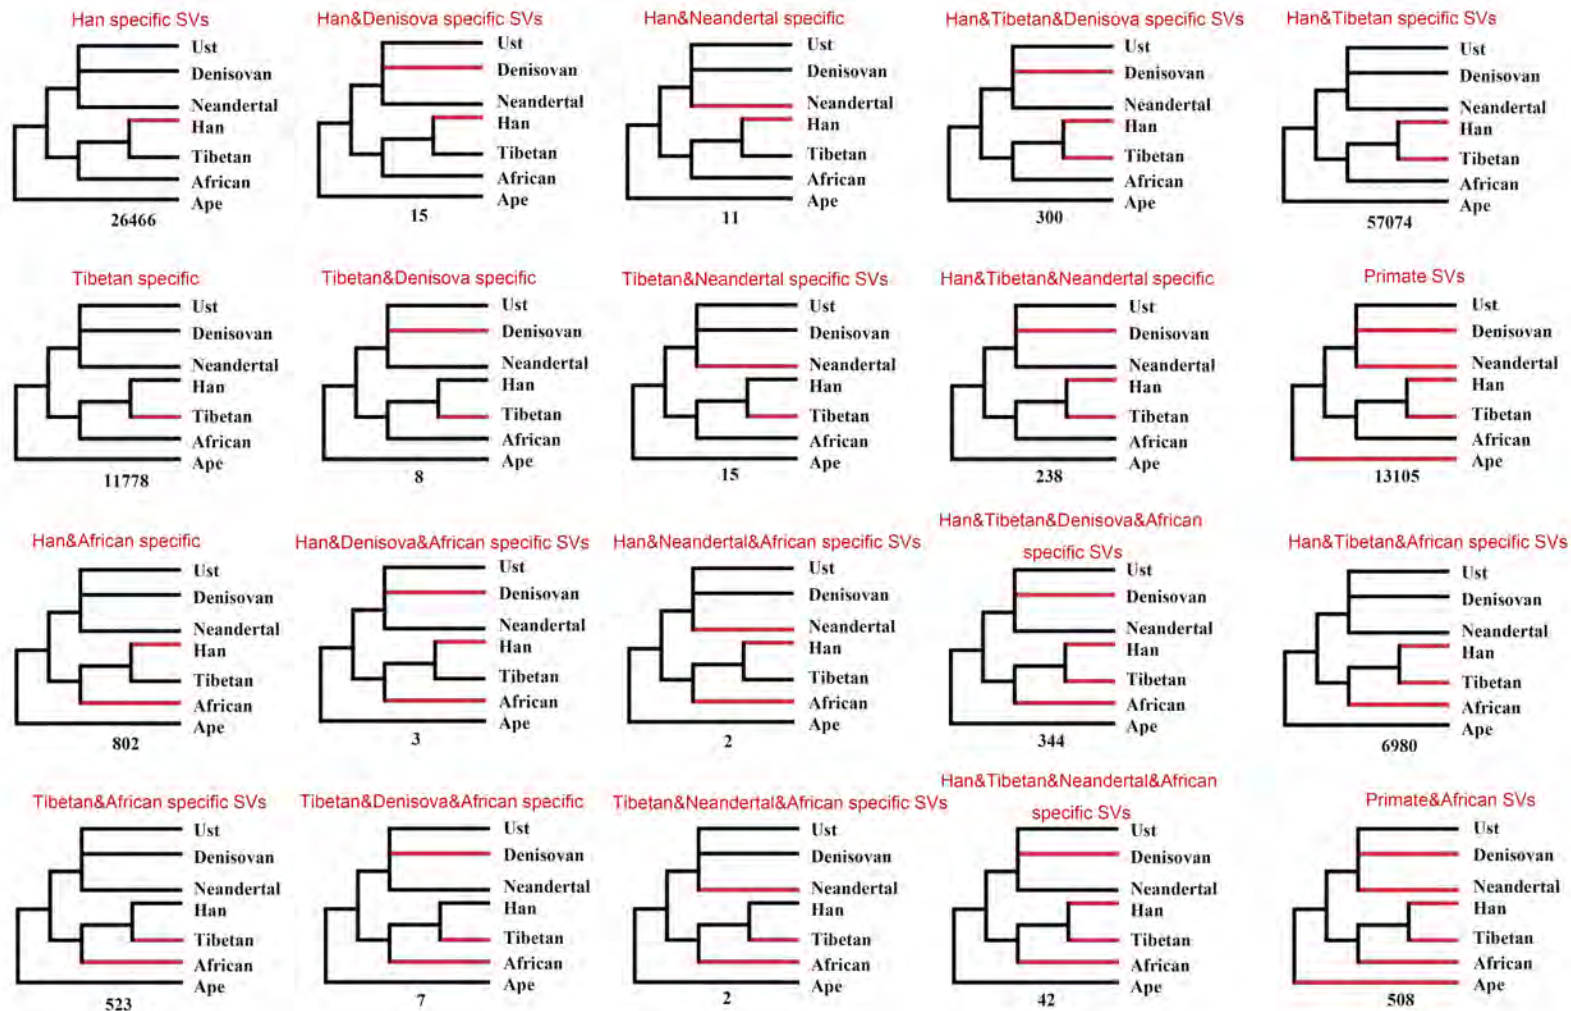 Han specific SVs
Ust
Denisovan
Neandertal
Han
Tibetan
African
Ape
26466
Han&Denisova specific SVs
Ust
Denisovan
Neandertal
Han
Tibetan
African
Ape
15
Han&Neandertal specific
Ust
Denisovan
Neandertal
Han
Tibetan
African
Ape
11
Han&Tibetan&Denisova specific SVs
Ust
Denisovan
Neandertal
Han
Tibetan
African
Ape
300
Han&Tibetan specific SVs
Ust
Denisovan
Neandertal
Han
Tibetan
African
Ape
57074
Tibetan specific
Ust
Denisovan
Neandertal
Han
Tibetan
African
Ape
11778
Tibetan&Denisova specific
Ust
Denisovan
Neandertal
Han
Tibetan
African
Ape
8
Tibetan&Neandertal specific SVs
Ust
Denisovan
Neandertal
Han
Tibetan
African
Ape
15
Han&Tibetan&Neandertal specific
Ust
Denisovan
Neandertal
Han
Tibetan
African
Ape
238
Primate SVs
Ust
Denisovan
Neandertal
Han
Tibetan
African
Ape
13105
Han&African specific
Ust
Denisovan
Neandertal
Han
Tibetan
African
Ape
802
Han&Denisova&African specific SVs
Ust
Denisovan
Neandertal
Han
Tibetan
African
Ape
3
Han&Neandertal&African specific SVs
Ust
Denisovan
Neandertal
Han
Tibetan
African
Ape
2
Han&Tibetan&Denisova&African
specific SVs
Ust
Denisovan
Neandertal
Han
Tibetan
African
Ape
344
Han&Tibetan&African specific SVs
Ust
Denisovan
Neandertal
Han
Tibetan
African
Ape
6980
Tibetan&African specific SVs
Ust
Denisovan
Neandertal
Han
Tibetan
African
Ape
523
Tibetan&Denisova&African specific
Ust
Denisovan
Neandertal
Han
Tibetan
African
Ape
7
Tibetan&Neandertal&African specific SVs
Ust
Denisovan
Neandertal
Han
Tibetan
African
Ape
2
Han&Tibetan&Neandertal&African
specific SVs
Ust
Denisovan
Neandertal
Han
Tibetan
African
Ape
42
Primate&African SVs
Ust
Denisovan
Neandertal
Han
Tibetan
African
Ape
508